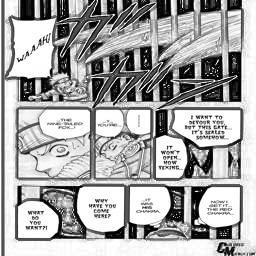 WAAAH!
ガ
ガ
I WANT TO
DEVOUR YOU,
BUT THIS GATE...
IT'S SEALED
SOMEHOW...
IT
WON'T
OPEN...
HOW
VEXING...
...!
...YOU'RE...
...THE
NINE-TAILED
FOX...
NOW I
GET IT...
THE RED
CHAKRA...
...IT
WAS
HIS
CHAKRA.
WHY
HAVE YOU
COME
HERE?
WHAT
DO YOU
WANT?!